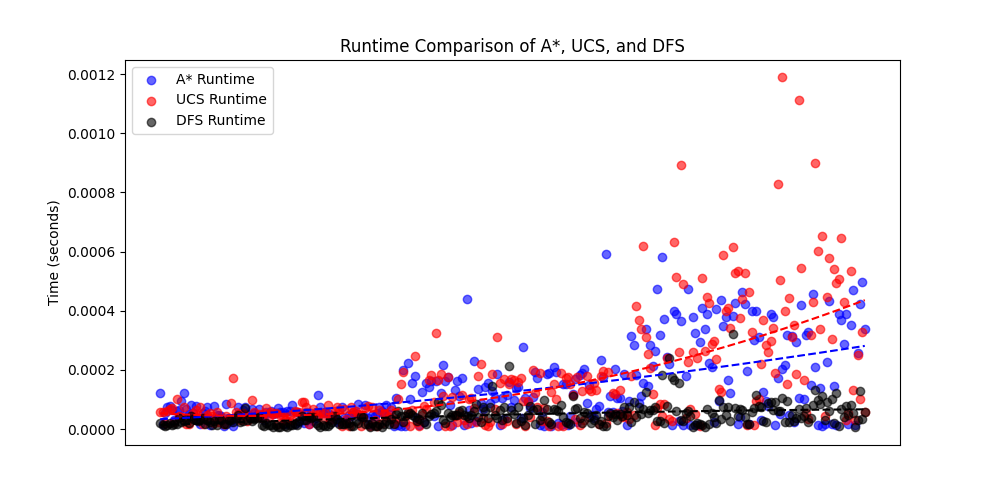 Runtime Comparison of A*, UCS, and DFS
A* Runtime
UCS Runtime
DFS Runtime
Time (seconds)
0.0012
0.0010
0.0008
0.0006
0.0004
0.0002
0.0000